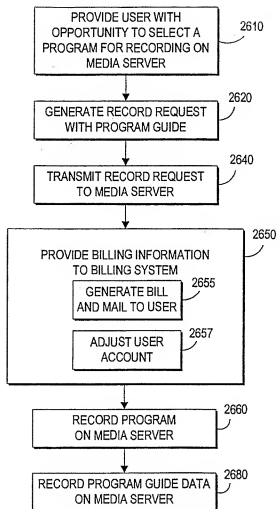 PROVIDE USER WITH
OPPORTUNITY TO SELECT A
PROGRAM FOR RECORDING ON
MEDIA SERVER
2610
GENERATE RECORD REQUEST
WITH PROGRAM GUIDE
2620
TRANSMIT RECORD REQUEST
TO MEDIA SERVER
2640
2650
PROVIDE BILLING INFORMATION
TO BILLING SYSTEM
2655
GENERATE BILL
AND MAIL TO USER
2657
ADJUST USER
ACCOUNT
2660
RECORD PROGRAM
ON MEDIA SERVER
2680
RECORD PROGRAM GUIDE DATA
ON MEDIA SERVER